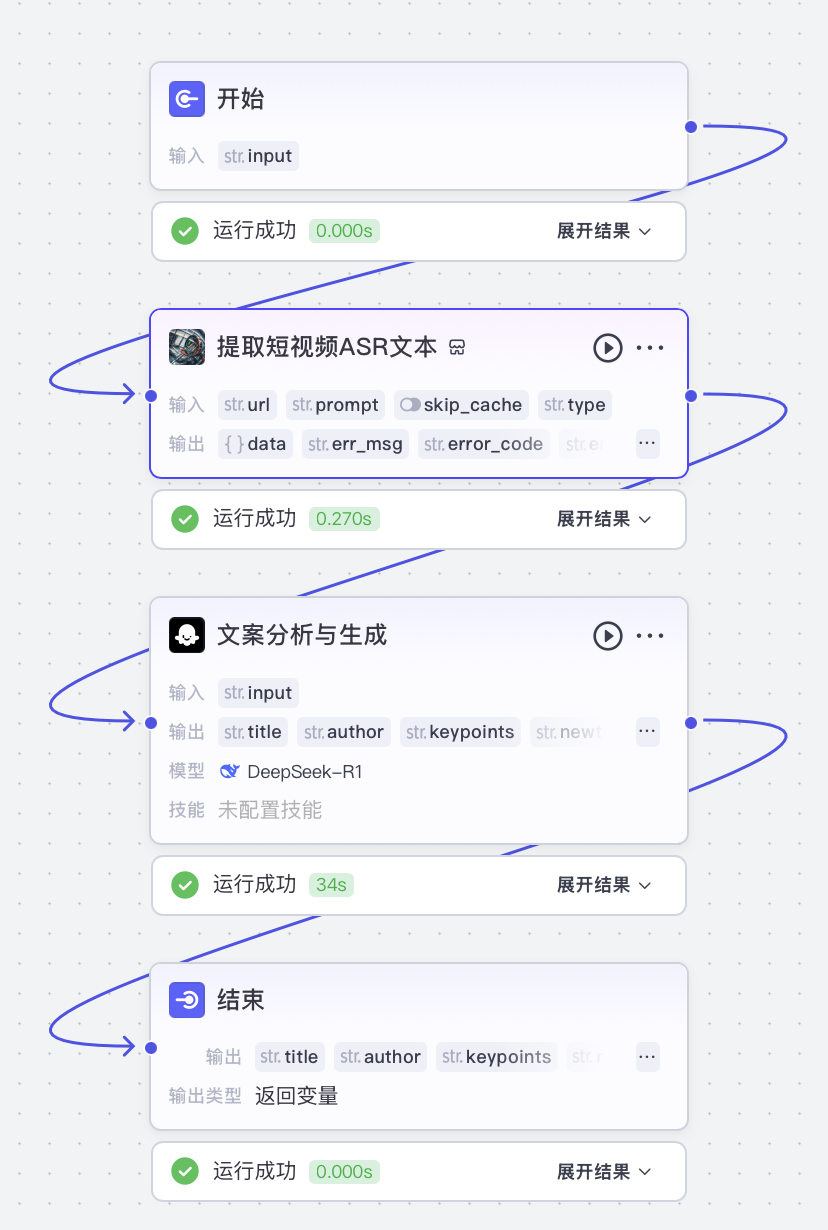 开始
输入 str. input
运行成功 0.000s 展开结果
提取短视频ASR文本
输入 str. url str. prompt skip_cache str. type
输出 { } data str. err_msg str. error_code str. er ...
运行成功 0.270s 展开结果
文案分析与生成
输入 str. input
输出 str. title str. author str. keypoints str. newt ...
模型 DeepSeek-R1
技能 未配置技能
运行成功 34s 展开结果
结束
输出 str. title str. author str. keypoints str. ...
输出类型 返回变量
运行成功 0.000s 展开结果